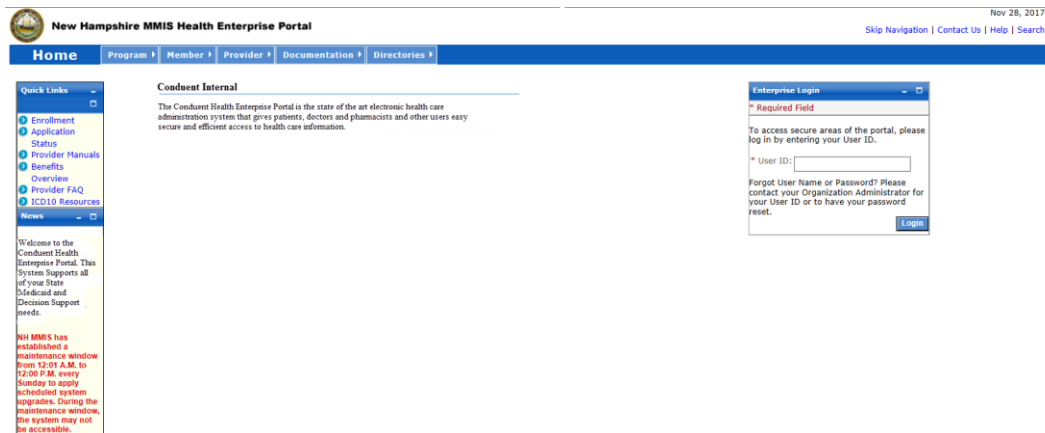 Nov 28, 2017
New Hampshire MMIS Health Enterprise Portal
Skip Navigation | Contact Us | Help | Search
Home Program Member Provider Documentation Directories
Quick Links
Enrollment
Application
Status
Provider Manuals
Benefits
Overview
Provider FAQ
ICD10 Resources
News
Welcome to the
Conduent Health
Enterprise Portal. This
System Supports all
of your State
Medicaid and
Decision Support
needs.
NH MMIS has
established a
maintenance window
from 12:01 A.M. to
12:00 P.M. every
Sunday to apply
scheduled system
upgrades. During the
maintenance window,
the system may not
be accessible.
Conduent Internal
The Conduent Health Enterprise Portal is the state of the art electronic health care
administration system that gives patients, doctors and pharmacists and other users easy
secure and efficient access to health care information.
Enterprise Login
* Required Field
To access secure areas of the portal, please
log in by entering your User ID.
* User ID:
Forgot User Name or Password? Please
contact your Organization Administrator for
your User ID or to have your password
reset.
Login